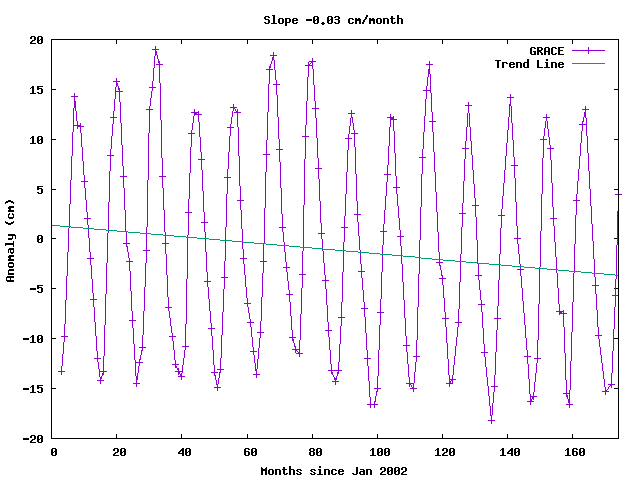 Slope -0.03 cm/month
GRACE
Trend Line
20
15
10
5
0
-5
-10
-15
-20
Anomaly (cm)
0 20 40 60 80 100 120 140 160
Months since Jan 2002